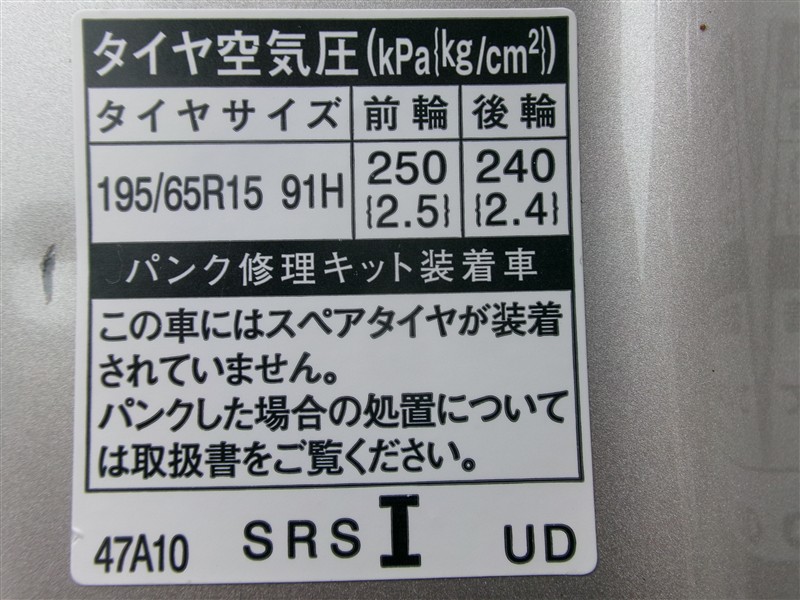 タイヤ空気圧(kPa{kg/cm²})
タイヤサイズ 前輪 後輪
195/65R15 91H 250 240
{2.5} {2.4}
パンク修理キット装着車
この車にはスペアタイヤが装着
されていません。
パンクした場合の処置について
は取扱書をご覧ください。
47A10 SRS I UD